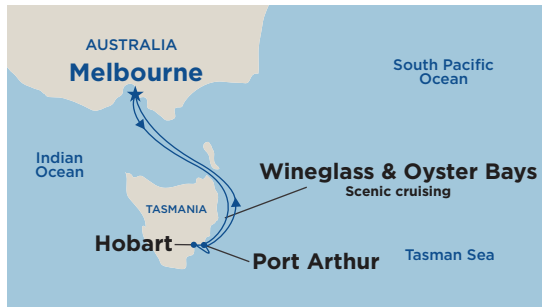 AUSTRALIA
Melbourne
South Pacific
Ocean
Indian
Ocean
Wineglass & Oyster Bays
Scenic cruising
TASMANIA
Hobart
Port Arthur
Tasman Sea